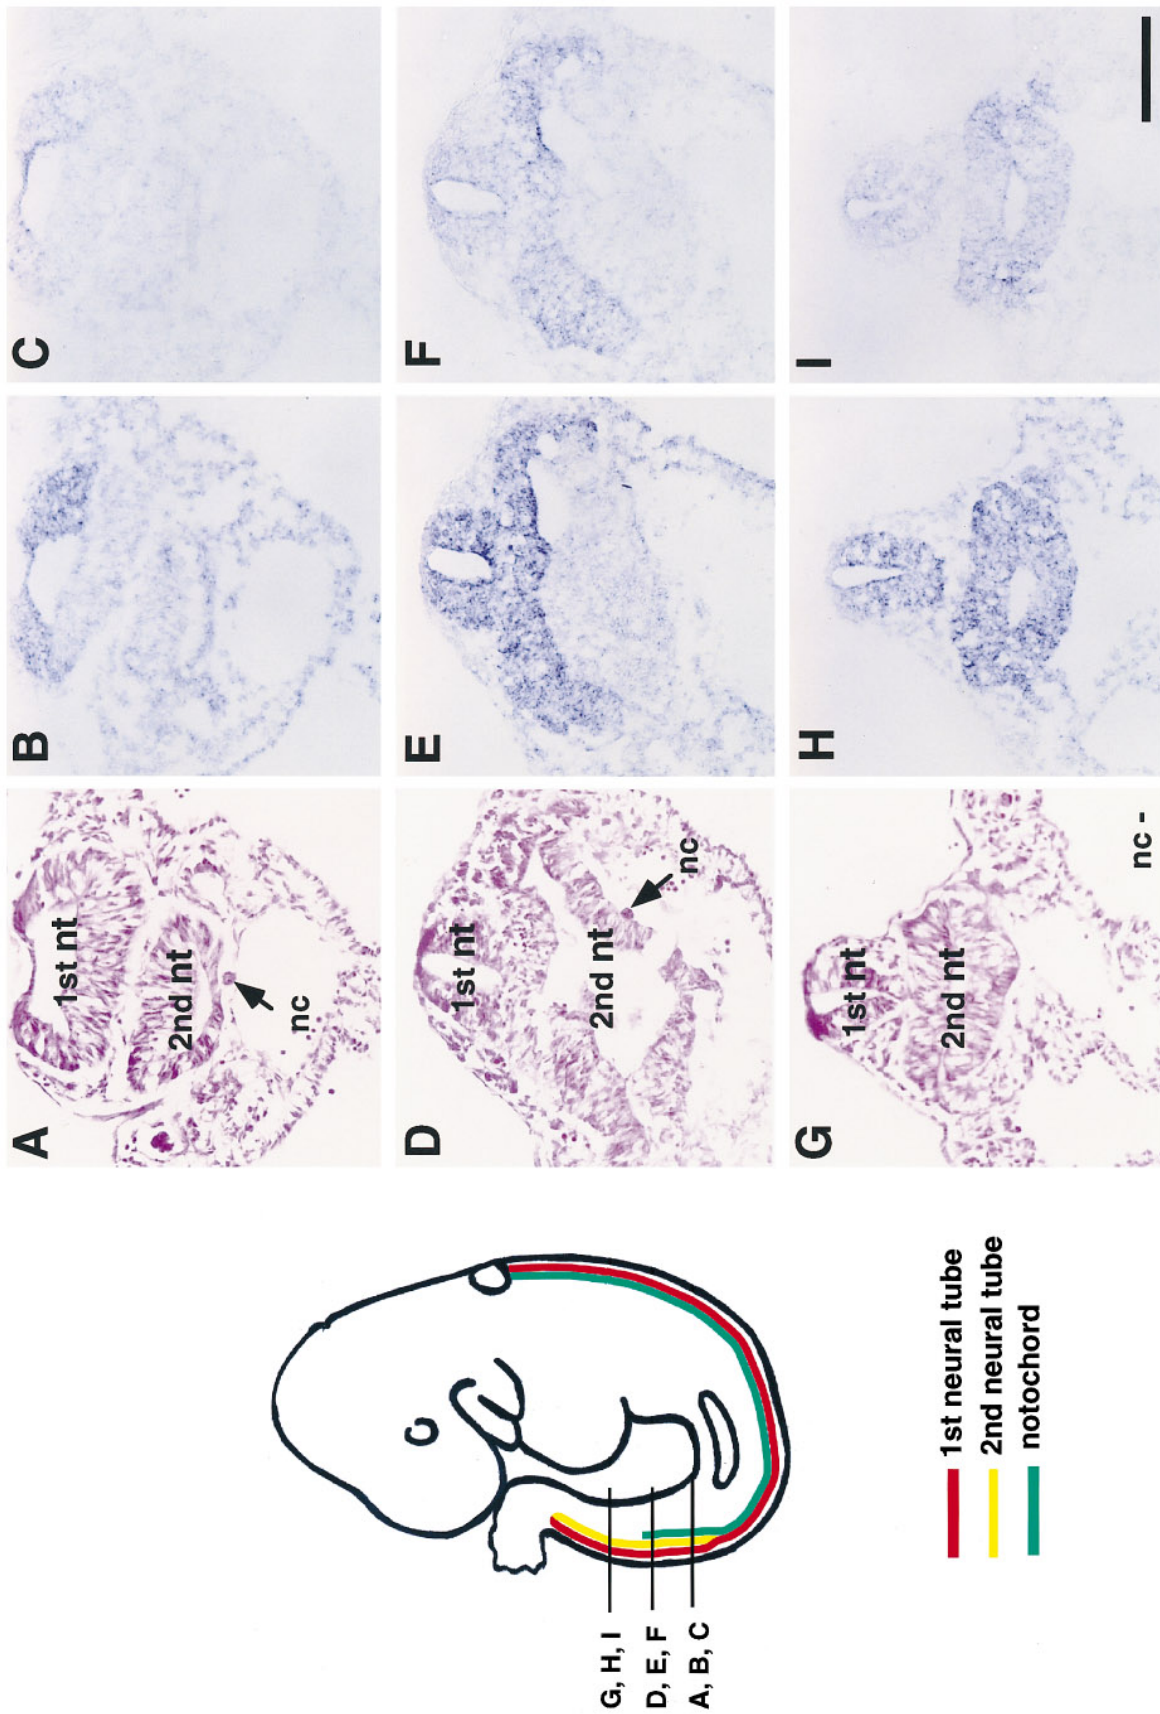 A
1st nt
2nd nt
nc
B
C
D
1st nt
2nd nt
nc
E
F
G
1st nt
2nd nt
nc -
H
I
G, H, I
D, E, F
A, B, C
1st neural tube
2nd neural tube
notochord